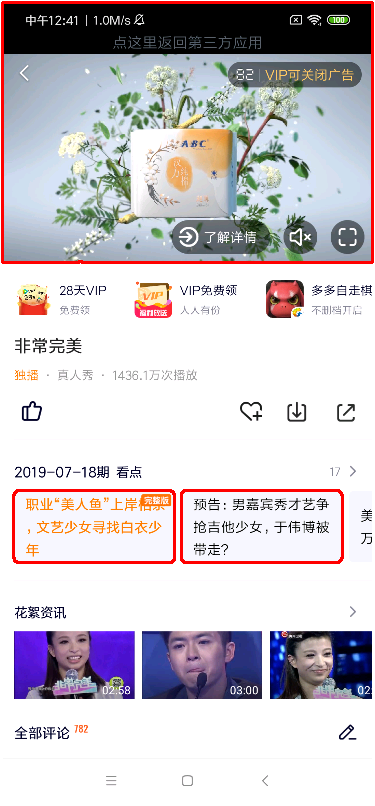 中午12:41 | 1.0M/s
100
点这里返回第三方应用
82 | VIP可关闭广告
ABC
了解详情
28天VIP
免费领
VIP
VIP免费领
人人有份
多多自走棋
不删档开启
非常完美
独播 · 真人秀 · 1436.1万次播放
2019-07-18期 看点
17
完整版
职业“美人鱼”上岸相亲
，文艺少女寻找白衣少
年
预告：男嘉宾秀才艺争
抢吉他少女，于伟博被
带走？
美
万
花絮资讯
02:58
03:00
非常完美
全部评论 782